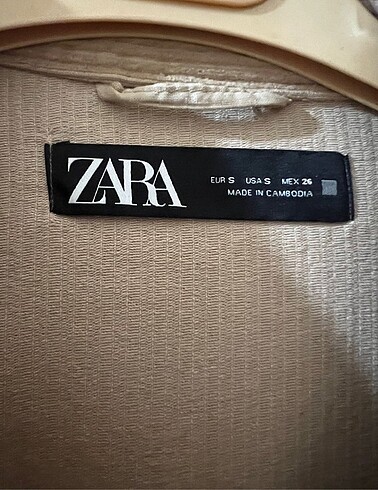 ZARA
EUR S USA S MEX 26
MADE IN CAMBODIA